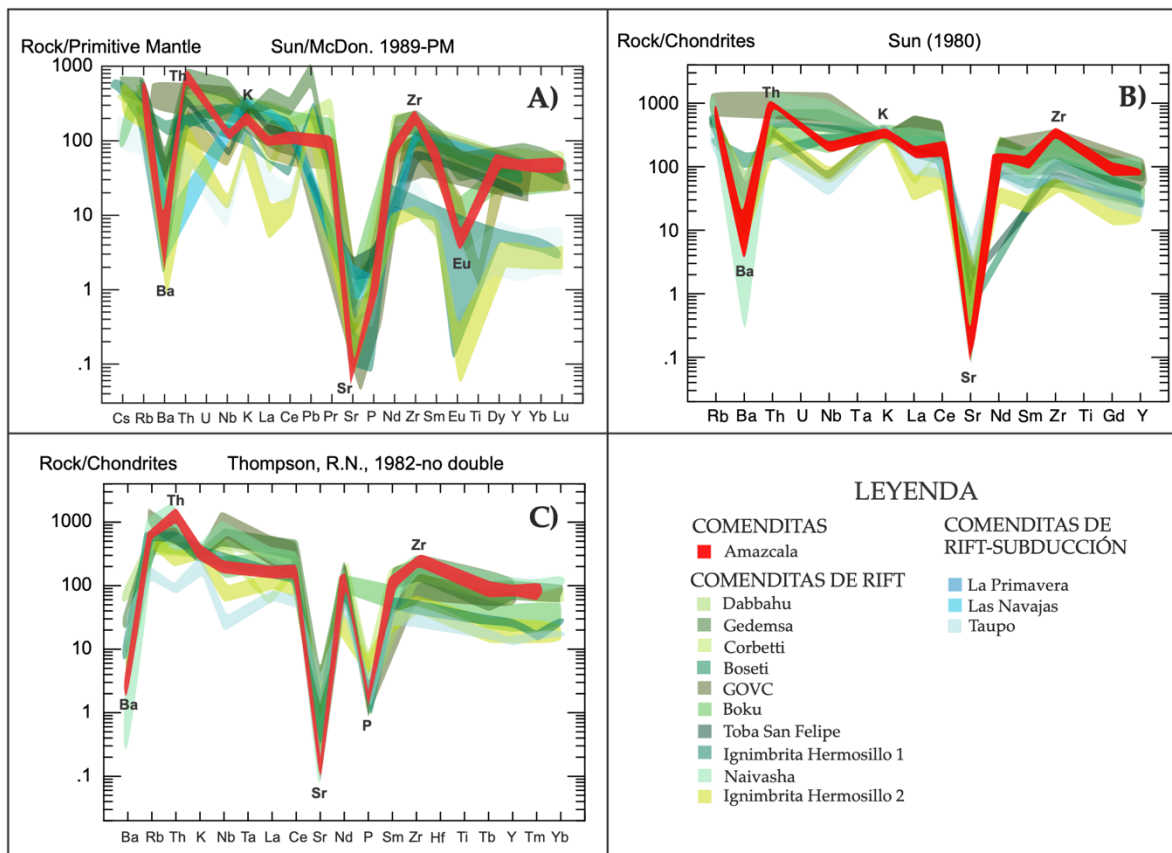 Rock/Primitive Mantle Sun/McDon. 1989-PM
A)
1000
100
10
1
.1
Th
K
Zr
Ba
Eu
Sr
Cs Rb Ba Th U Nb K La Ce Pb Pr Sr P Nd Zr Sm Eu Ti Dy Y Yb Lu
Rock/Chondrites Sun (1980)
B)
1000
100
10
1
.1
Th
K
Zr
Ba
Sr
Rb Ba Th U Nb Ta K La Ce Sr Nd Sm Zr Ti Gd Y
Rock/Chondrites Thompson, R.N., 1982-no double
C)
1000
100
10
1
.1
Th
Zr
Ba
P
Sr
Ba Rb Th K Nb Ta La Ce Sr Nd P Sm Zr Hf Ti Tb Y Tm Yb
LEYENDA
COMENDITAS
Amazcala
COMENDITAS DE RIFT
Dabbahu
Gedemsa
Corbetti
Boseti
GOVC
Boku
Toba San Felipe
Ignimbrita Hermosillo 1
Naivasha
Ignimbrita Hermosillo 2
COMENDITAS DE
RIFT-SUBDUCCIÓN
La Primavera
Las Navajas
Taupo